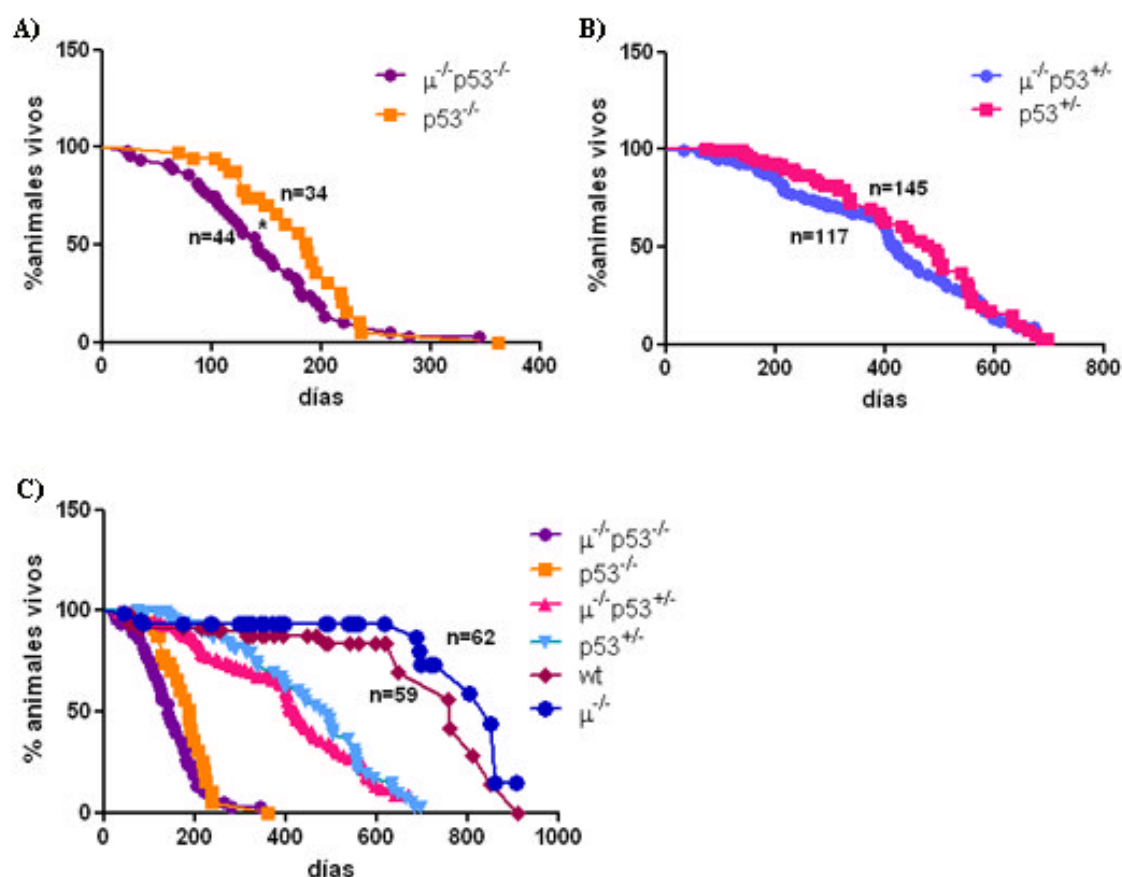 A)
150
100
50
0
%animales vivos
0 100 200 300 400
días
μ-/-p53-/-
p53-/-
n=34
*
n=44
B)
150
100
50
0
%animales vivos
0 200 400 600 800
días
μ-/-p53+/-
p53+/-
n=145
n=117
C)
150
100
50
0
% animales vivos
0 200 400 600 800 1000
días
n=62
n=59
μ-/-p53-/-
p53-/-
μ-/-p53+/-
p53+/-
wt
μ-/-